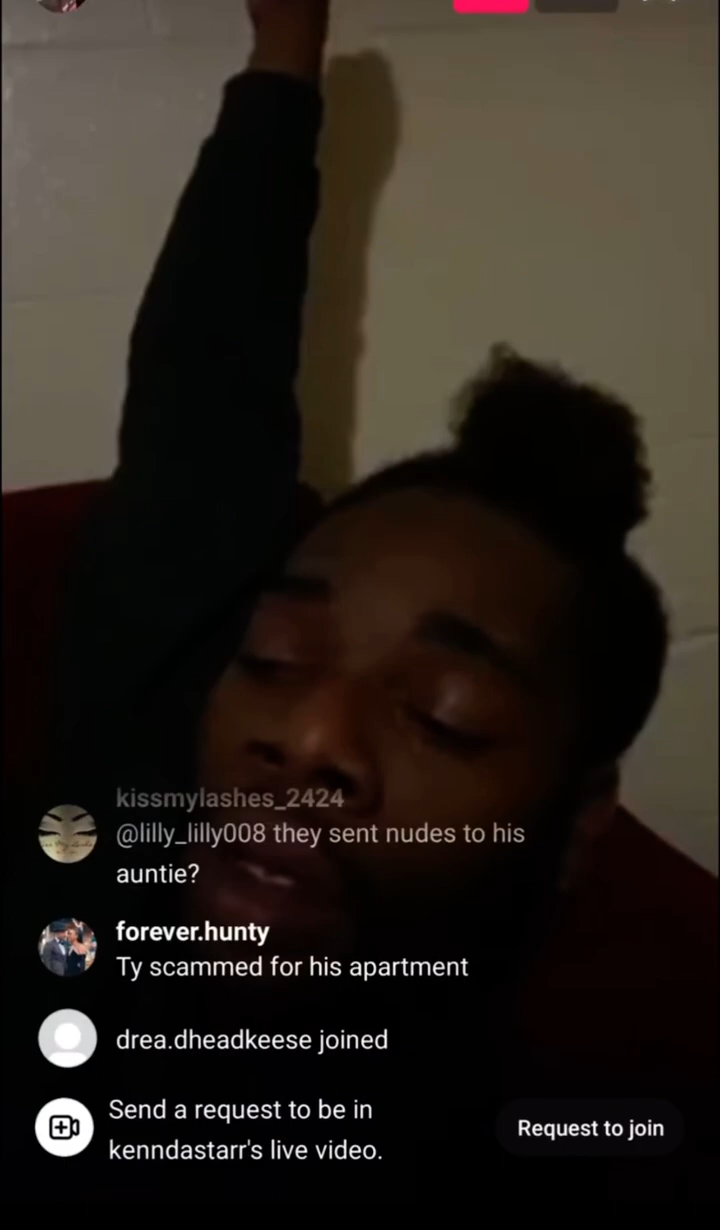 kissmylashes_2424
@lilly_lilly008 they sent nudes to his
auntie?
forever.hunty
Ty scammed for his apartment
drea.dheadkeese joined
Send a request to be in
kenndastarr's live video.
Request to join